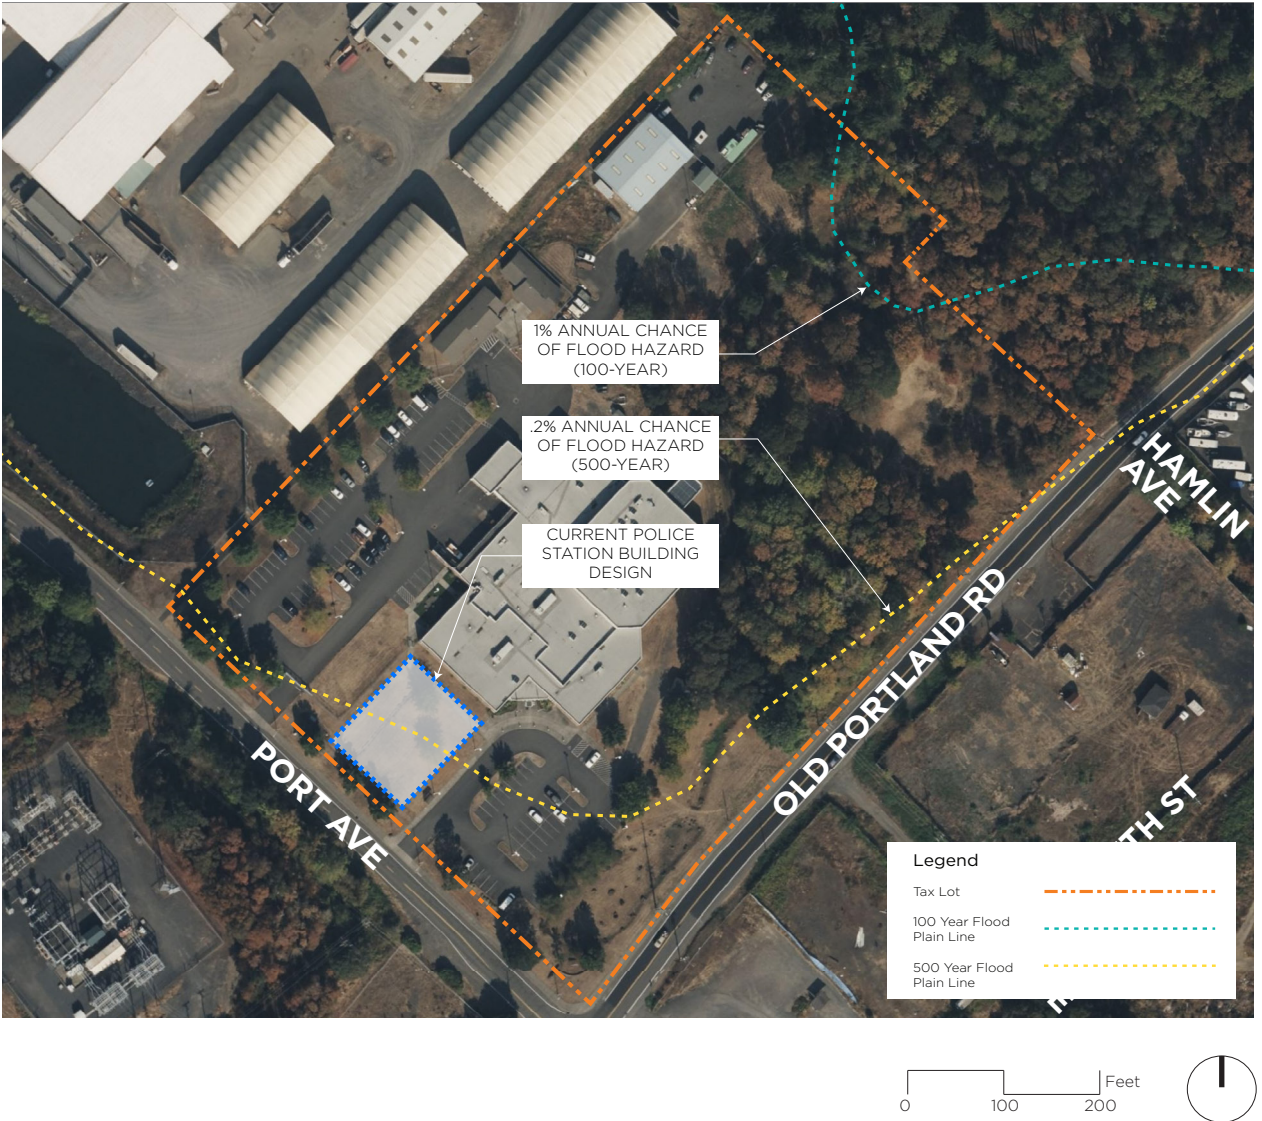 1% ANNUAL CHANCE
OF FLOOD HAZARD
(100-YEAR)
.2% ANNUAL CHANCE
OF FLOOD HAZARD
(500-YEAR)
CURRENT POLICE
STATION BUILDING
DESIGN
HAMLIN
AVE
OLD PORTLAND RD
PORT AVE
TH ST
Legend
Tax Lot
100 Year Flood
Plain Line
500 Year Flood
Plain Line
Feet
0 100 200